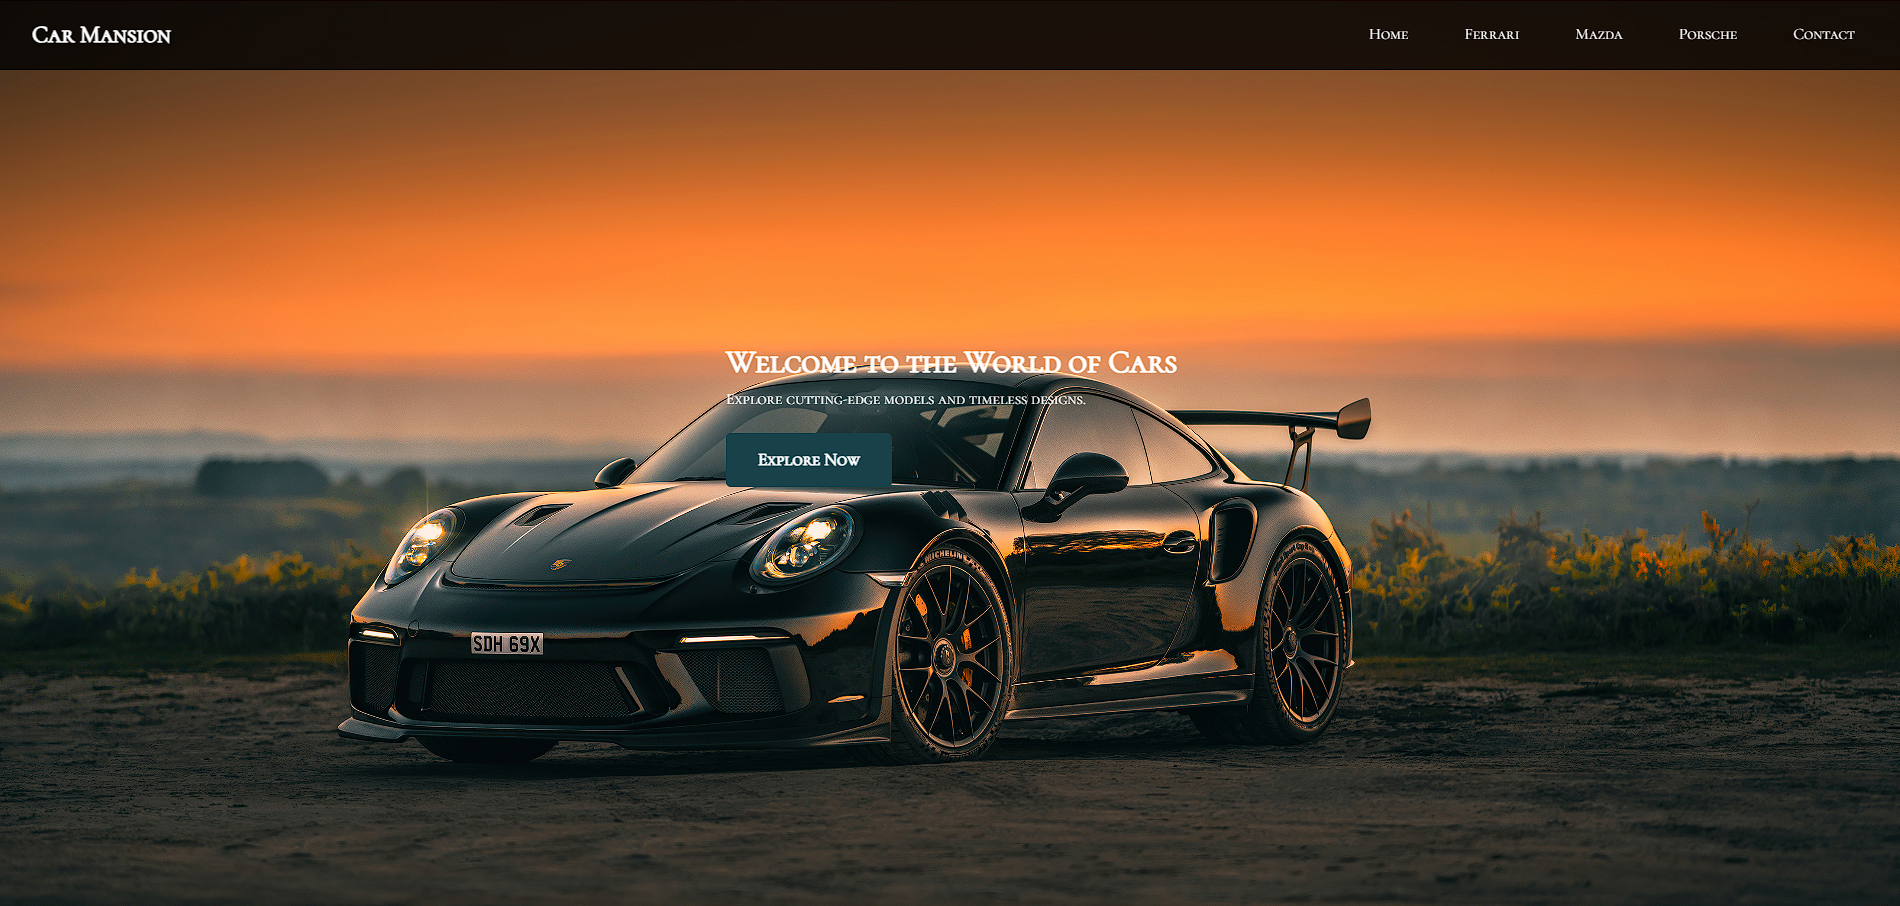 Car Mansion
Home Ferrari Mazda Porsche Contact
Welcome to the World of Cars
Explore cutting-edge models and timeless designs.
Explore Now
MICHELIN
SDH 69X